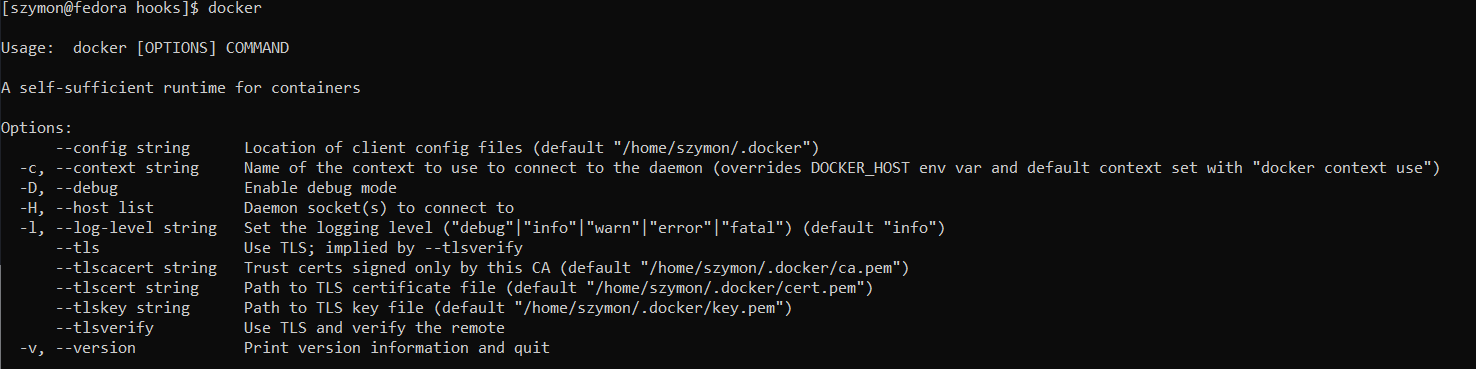 [szymon@fedora hooks]$ docker
Usage:  docker [OPTIONS] COMMAND
A self-sufficient runtime for containers
Options:
      --config string      Location of client config files (default "/home/szymon/.docker")
  -c, --context string     Name of the context to use to connect to the daemon (overrides DOCKER_HOST env var and default context set with "docker context use")
  -D, --debug              Enable debug mode
  -H, --host list          Daemon socket(s) to connect to
  -l, --log-level string   Set the logging level ("debug"|"info"|"warn"|"error"|"fatal") (default "info")
      --tls                Use TLS; implied by --tlsverify
      --tlscacert string   Trust certs signed only by this CA (default "/home/szymon/.docker/ca.pem")
      --tlscert string     Path to TLS certificate file (default "/home/szymon/.docker/cert.pem")
      --tlskey string      Path to TLS key file (default "/home/szymon/.docker/key.pem")
      --tlsverify          Use TLS and verify the remote
  -v, --version            Print version information and quit